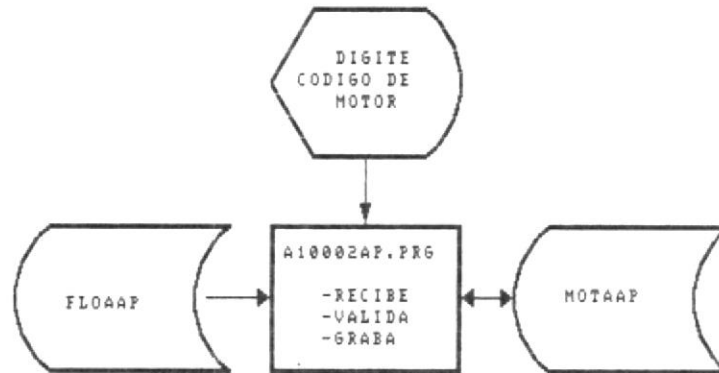 DIGITE
CODIGO DE
MOTOR
A10002AP.PRG
FLOAAP
-RECIBE
-VALIDA
-GRABA
MOTAAP